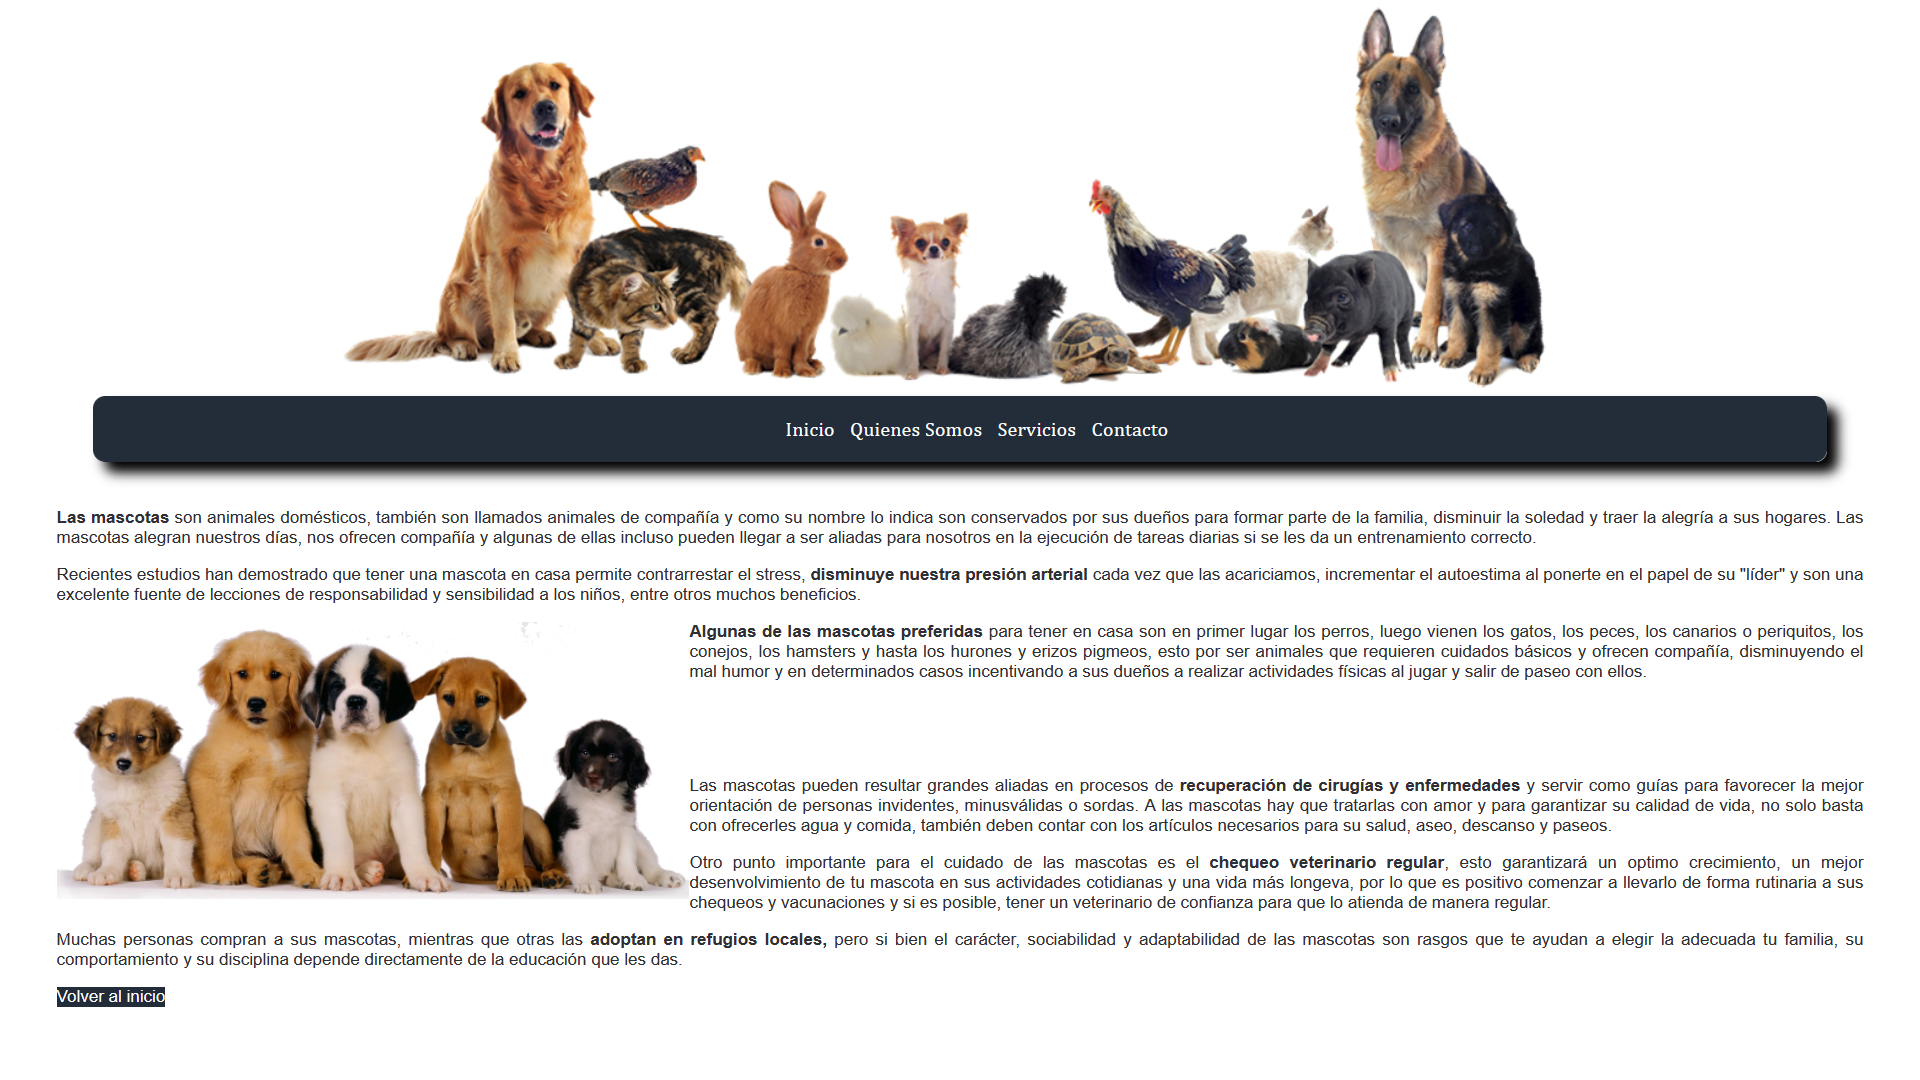 Inicio Quienes Somos Servicios Contacto
Las mascotas son animales domésticos, también son llamados animales de compañía y como su nombre lo indica son conservados por sus dueños para formar parte de la familia, disminuir la soledad y traer la alegría a sus hogares. Las
mascotas alegran nuestros días, nos ofrecen compañía y algunas de ellas incluso pueden llegar a ser aliadas para nosotros en la ejecución de tareas diarias si se les da un entrenamiento correcto.
Recientes estudios han demostrado que tener una mascota en casa permite contrarrestar el stress, disminuye nuestra presión arterial cada vez que las acariciamos, incrementar el autoestima al ponerte en el papel de su "líder" y son una
excelente fuente de lecciones de responsabilidad y sensibilidad a los niños, entre otros muchos beneficios.
Algunas de las mascotas preferidas para tener en casa son en primer lugar los perros, luego vienen los gatos, los peces, los canarios o periquitos, los
conejos, los hamsters y hasta los hurones y erizos pigmeos, esto por ser animales que requieren cuidados básicos y ofrecen compañía, disminuyendo el
mal humor y en determinados casos incentivando a sus dueños a realizar actividades físicas al jugar y salir de paseo con ellos.
Las mascotas pueden resultar grandes aliadas en procesos de recuperación de cirugías y enfermedades y servir como guías para favorecer la mejor
orientación de personas invidentes, minusválidas o sordas. A las mascotas hay que tratarlas con amor y para garantizar su calidad de vida, no solo basta
con ofrecerles agua y comida, también deben contar con los artículos necesarios para su salud, aseo, descanso y paseos.
Otro punto importante para el cuidado de las mascotas es el chequeo veterinario regular, esto garantizará un optimo crecimiento, un mejor
desenvolvimiento de tu mascota en sus actividades cotidianas y una vida más longeva, por lo que es positivo comenzar a llevarlo de forma rutinaria a sus
chequeos y vacunaciones y si es posible, tener un veterinario de confianza para que lo atienda de manera regular.
Muchas personas compran a sus mascotas, mientras que otras las adoptan en refugios locales, pero si bien el carácter, sociabilidad y adaptabilidad de las mascotas son rasgos que te ayudan a elegir la adecuada tu familia, su
comportamiento y su disciplina depende directamente de la educación que les das.
Volver al inicio